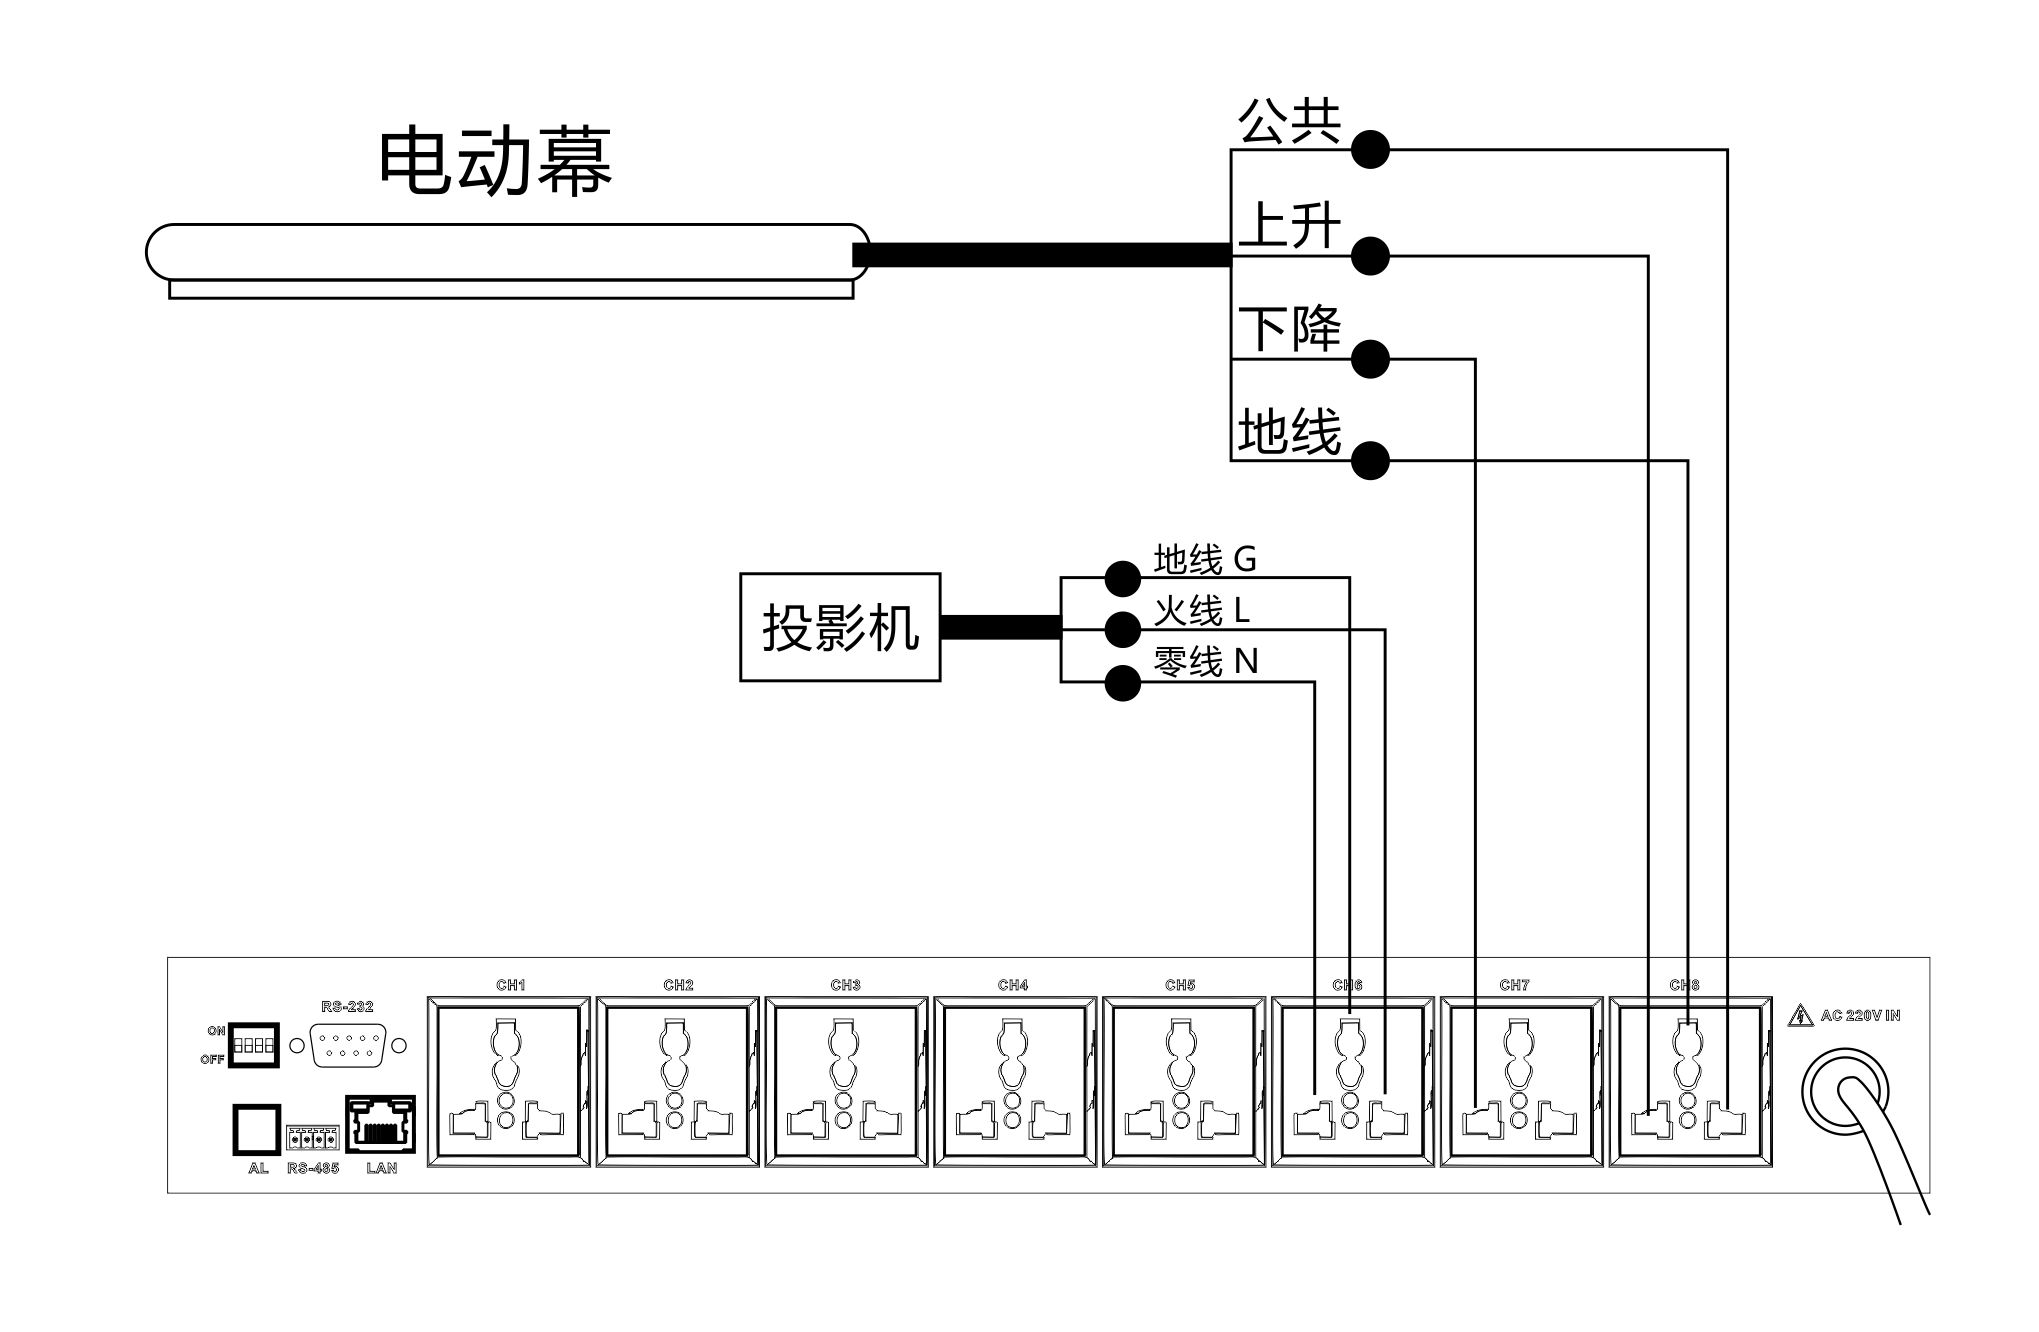 电动幕
公共
上升
下降
地线
投影机
地线 G
火线 L
零线 N
CH1 CH2 CH3 CH4 CH5 CH6 CH7 CH8
RS-232
ON
OFF
AC 220V IN
AL RS-485 LAN